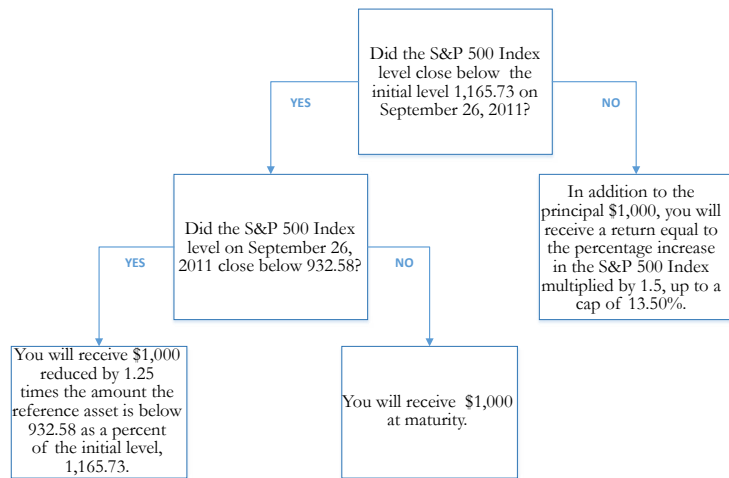 Did the S&P 500 Index
level close below the
initial level 1,165.73 on
September 26, 2011?
YES
NO
Did the S&P 500 Index
level on September 26,
2011 close below 932.58?
In addition to the
principal $1,000, you will
receive a return equal to
the percentage increase
in the S&P 500 Index
multiplied by 1.5, up to a
cap of 13.50%.
YES
NO
You will receive $1,000
reduced by 1.25
times the amount the
reference asset is below
932.58 as a percent
of the initial level,
1,165.73.
You will receive $1,000
at maturity.